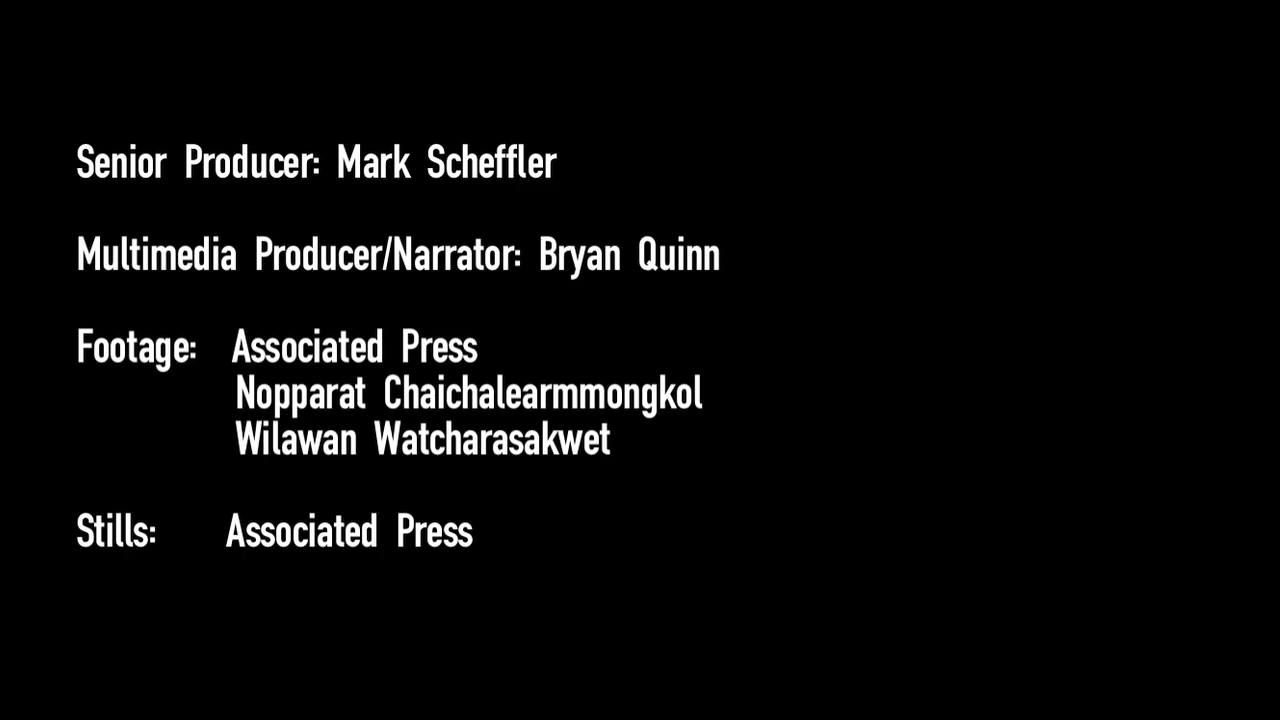 Senior Producer: Mark Scheffler
Multimedia Producer/Narrator: Bryan Quinn
Footage: Associated Press
Nopparat Chaichalearmmongkol
Wilawan Watcharasakwet
Stills: Associated Press